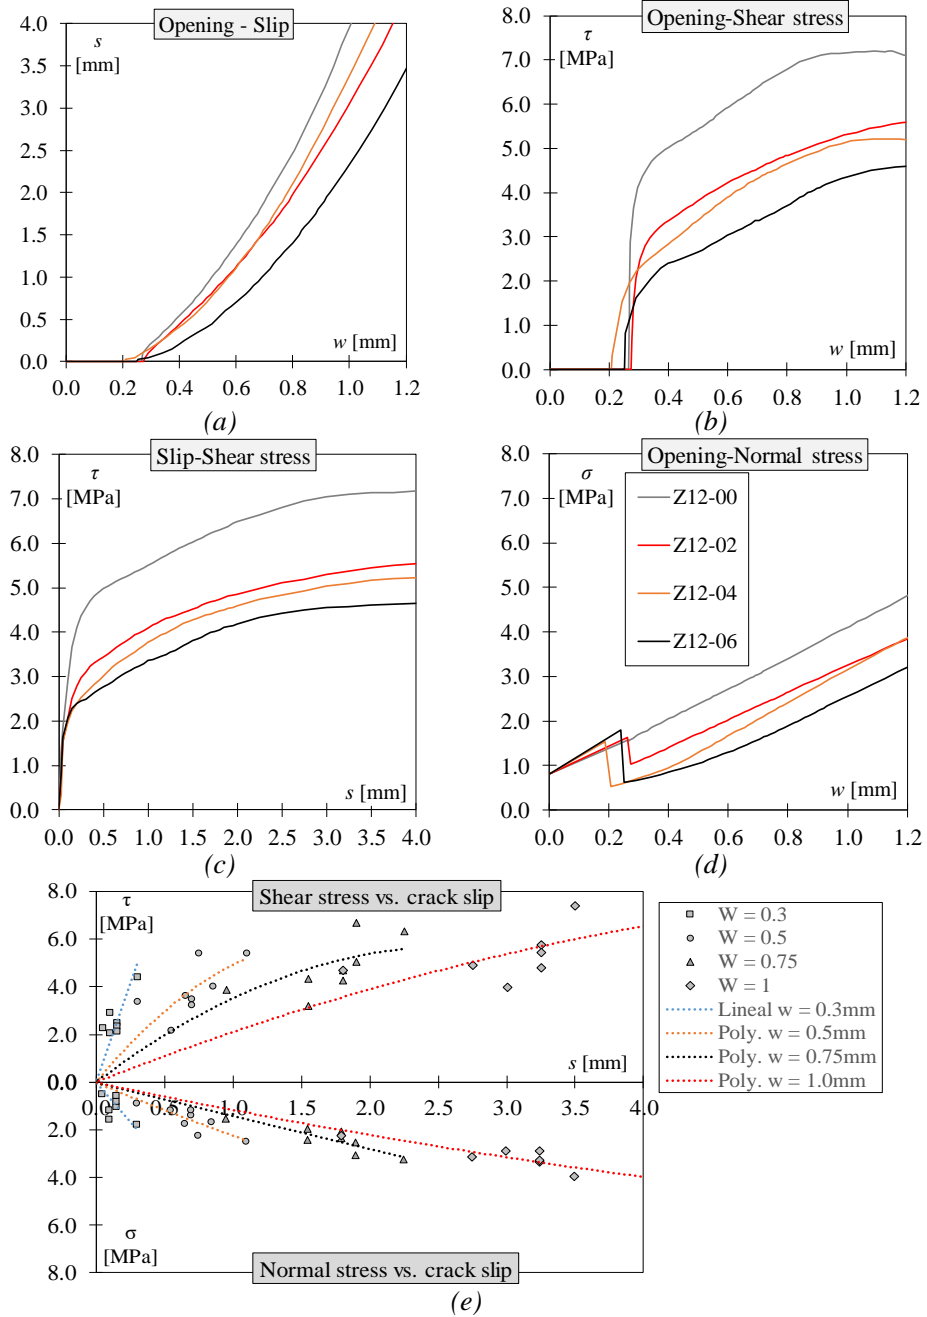 Opening - Slip
s
[mm]
4.0
3.5
3.0
2.5
2.0
1.5
1.0
0.5
0.0
w [mm]
0.0 0.2 0.4 0.6 0.8 1.0 1.2
(a)
Opening-Shear stress
τ
[MPa]
8.0
7.0
6.0
5.0
4.0
3.0
2.0
1.0
0.0
w [mm]
0.0 0.2 0.4 0.6 0.8 1.0 1.2
(b)
Slip-Shear stress
τ
[MPa]
8.0
7.0
6.0
5.0
4.0
3.0
2.0
1.0
0.0
s [mm]
0.0 0.5 1.0 1.5 2.0 2.5 3.0 3.5 4.0
(c)
Opening-Normal stress
σ
[MPa]
8.0
7.0
6.0
5.0
4.0
3.0
2.0
1.0
0.0
Z12-00
Z12-02
Z12-04
Z12-06
w [mm]
0.0 0.2 0.4 0.6 0.8 1.0 1.2
(d)
Shear stress vs. crack slip
τ
[MPa]
8.0
6.0
4.0
2.0
0.0
s [mm]
0.0 0.5 1.0 1.5 2.0 2.5 3.0 3.5 4.0
2.0
4.0
6.0
8.0
σ
[MPa]
Normal stress vs. crack slip
W = 0.3
W = 0.5
W = 0.75
W = 1
Lineal w = 0.3mm
Poly. w = 0.5mm
Poly. w = 0.75mm
Poly. w = 1.0mm
(e)